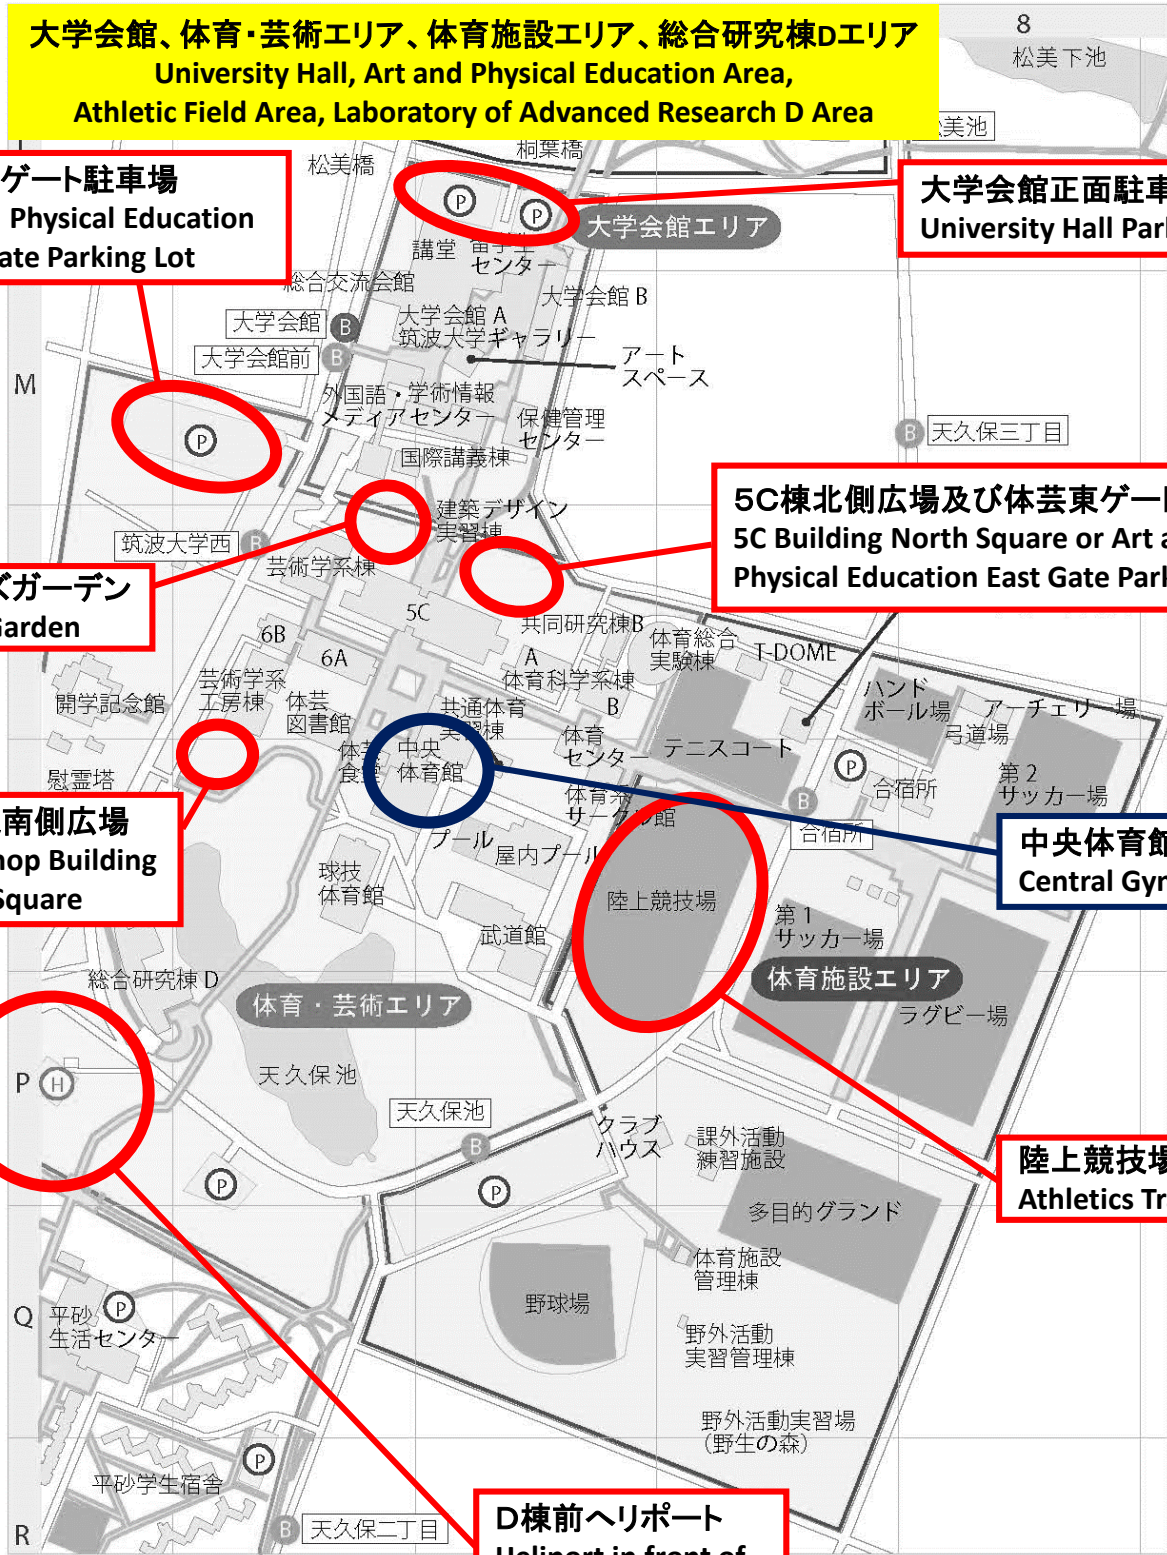 大学会館、体育・芸術エリア、体育施設エリア、総合研究棟Dエリア
University Hall, Art and Physical Education Area,
Athletic Field Area, Laboratory of Advanced Research D Area
8
松美下池
美池
桐葉橋
松美橋
ゲート駐車場
Physical Education
ate Parking Lot
大学会館正面駐車
University Hall Par
P
P
大学会館エリア
講堂
留学生
センター
総合交流会館
大学会館 B
大学会館
B
大学会館 A
筑波大学ギャラリー
大学会館前
B
アート
スペース
M
外国語・学術情報
メディアセンター
保健管理
センター
P
B
天久保三丁目
国際講義棟
5C棟北側広場及び体芸東ゲート
5C Building North Square or Art a
Physical Education East Gate Par
建築デザイン
実習棟
筑波大学西
B
芸術学系棟
ズガーデン
Garden
5C
6B
6A
共同研究棟B
A
体育科学系棟
B
体育総合
実験棟
T-DOME
開学記念館
芸術学系
工房棟
体芸
図書館
共通体育
実習棟
ハンド
ボール場
アーチェリー場
弓道場
体芸
食堂
中央
体育館
体育
センター
テニスコート
P
合宿所
第2
サッカー場
慰霊塔
体育系
サークル館
B
合宿所
南側広場
hop Building
Square
プール
屋内プール
中央体育館
Central Gyr
球技
体育館
陸上競技場
武道館
第1
サッカー場
総合研究棟 D
体育・芸術エリア
体育施設エリア
ラグビー場
P
H
天久保池
天久保池
B
クラブ
ハウス
課外活動
練習施設
陸上競技場
Athletics Tr
P
P
多目的グランド
体育施設
管理棟
Q
平砂
生活センター
P
野球場
野外活動
実習管理棟
野外活動実習場
(野生の森)
P
平砂学生宿舎
R
B
天久保二丁目
D棟前ヘリポート
Heliport in front of